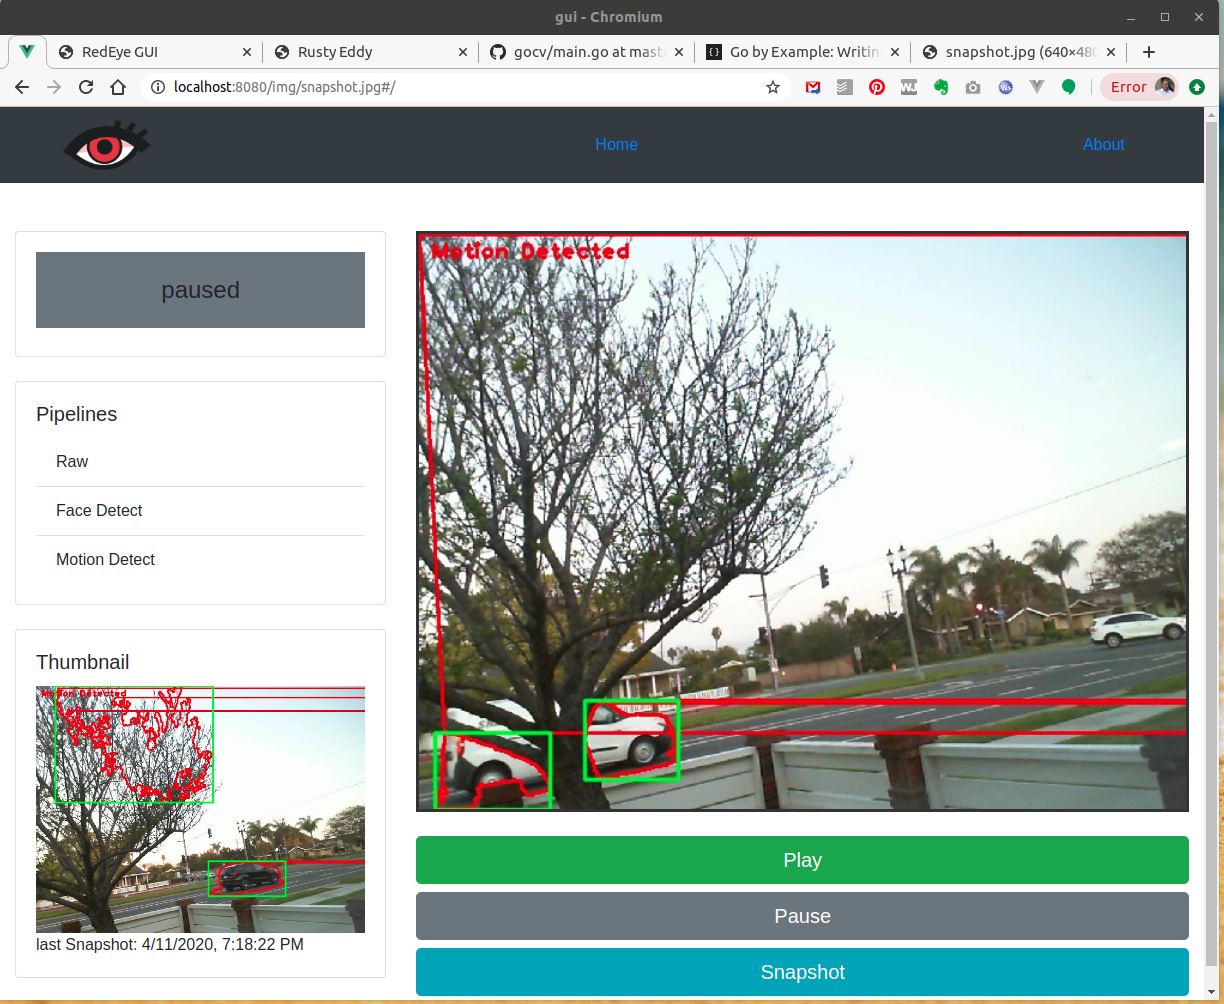 gui - Chromium
RedEye GUI
Rusty Eddy
gocv/main.go at mast
Go by Example: Writin
snapshot.jpg (640×480
localhost:8080/img/snapshot.jpg#/
Error
Home
About
paused
Pipelines
Raw
Face Detect
Motion Detect
Thumbnail
Motion Detected
last Snapshot: 4/11/2020, 7:18:22 PM
Motion Detected
Play
Pause
Snapshot